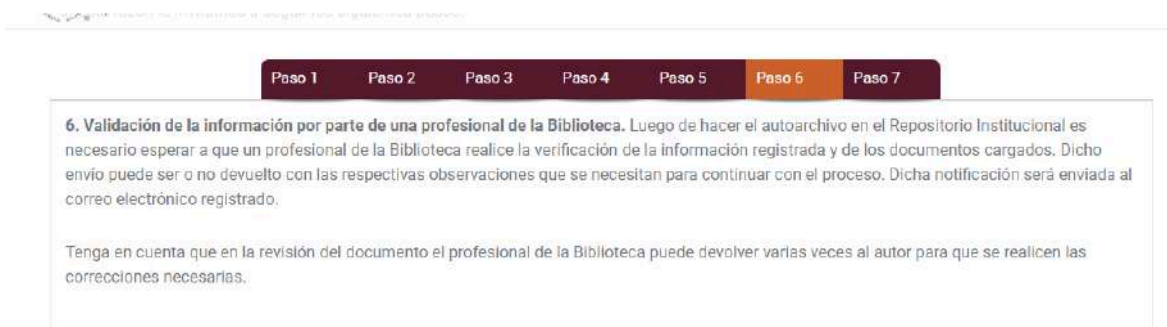 Paso 1 Paso 2 Paso 3 Paso 4 Paso 5 Paso 6 Paso 7
6. Validación de la información por parte de una profesional de la Biblioteca. Luego de hacer el autoarchivo en el Repositorio Institucional es
necesario esperar a que un profesional de la Biblioteca realice la verificación de la información registrada y de los documentos cargados. Dicho
envío puede ser o no devuelto con las respectivas observaciones que se necesitan para continuar con el proceso. Dicha notificación será enviada al
correo electrónico registrado.
Tenga en cuenta que en la revisión del documento el profesional de la Biblioteca puede devolver varias veces al autor para que se realicen las
correcciones necesarias.